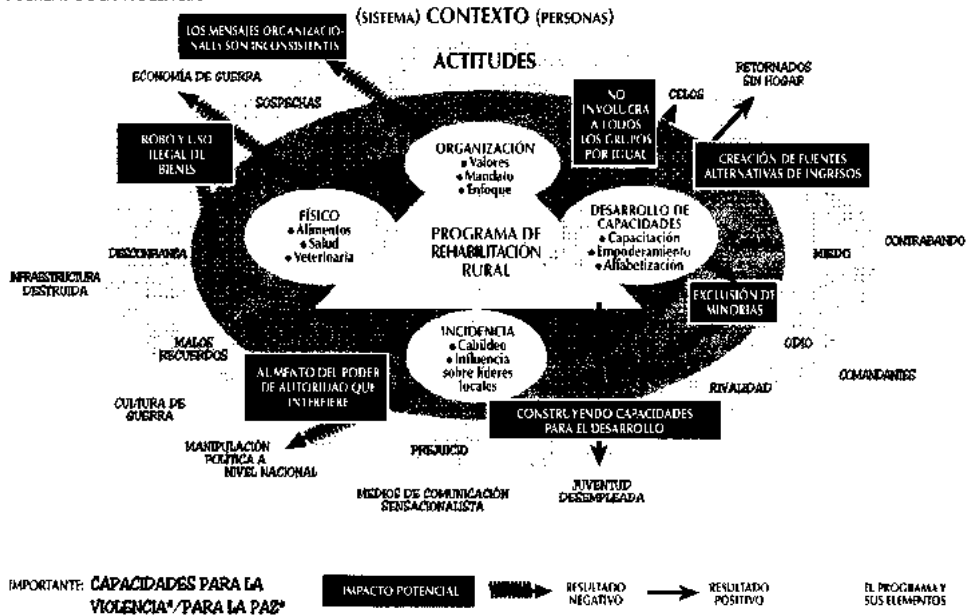 (SISTEMA) CONTEXTO (PERSONAS)
LOS MENSAJES ORGANIZACIO-
NALLY SON INCONSISTENTIS
ACTITUDES
RETORNADOS
SIN HOGAR
ECONOMÍA DE GUERRA
SOSPECHAS
NO
INVOLUCRA
A TODOS
LOS GRUPOS
POR IGUAL
CELOS
ROBO Y USO
ILEGAL DE
BIENES
ORGANIZACIÓN
• Valores
• Mandato
• Enfoque
CREACIÓN DE FUENTES
ALTERNATIVAS DE INGRESOS
FÍSICO
• Alimentos
• Salud
• Veterinaria
PROGRAMA DE
REHABILITACIÓN
RURAL
DESARROLLO DE
CAPACIDADES
• Capacitación
• Empoderamiento
• Alfabetización
DESCONFIANZA
MIEDO
CONTRABANDO
INFRAESTRUCTURA
DESTRUIDA
EXCLUSIÓN DE
MINORIAS
INCIDENCIA
• Cabildeo
• Influencia
sobre líderes
locales
MALOS
RECUERDOS
ODIO
AUMENTO DEL PODER
DE AUTORIDAD QUE
INTERFIERE
COMANDANTES
RIVALIDAD
CULTURA DE
GUERRA
CONSTRUYENDO CAPACIDADES
PARA EL DESARROLLO
MANIPULACIÓN
POLÍTICA A
NIVEL NACIONAL
PREJUICIO
JUVENTUD
DESEMPLEADA
MEDIOS DE COMUNICACIÓN
SENSACIONALISTA
IMPORTANTE: CAPACIDADES PARA LA
VIOLENCIA*/PARA LA PAZ*
IMPACTO POTENCIAL
RESULTADO
NEGATIVO
RESULTADO
POSITIVO
EL PROGRAMA Y
SUS ELEMENTOS